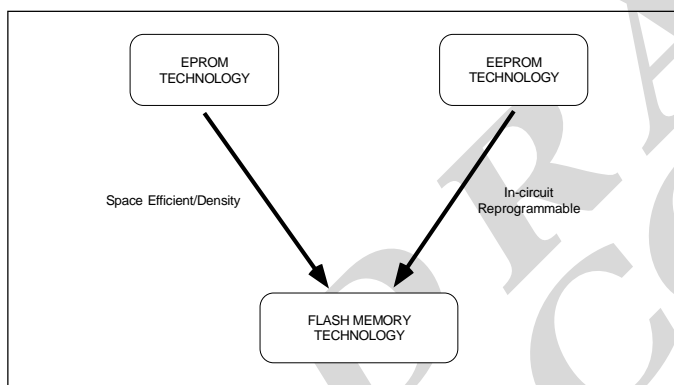 EPROM
TECHNOLOGY
EEPROM
TECHNOLOGY
Space Efficient/Density
In-circuit
Reprogrammable
FLASH MEMORY
TECHNOLOGY